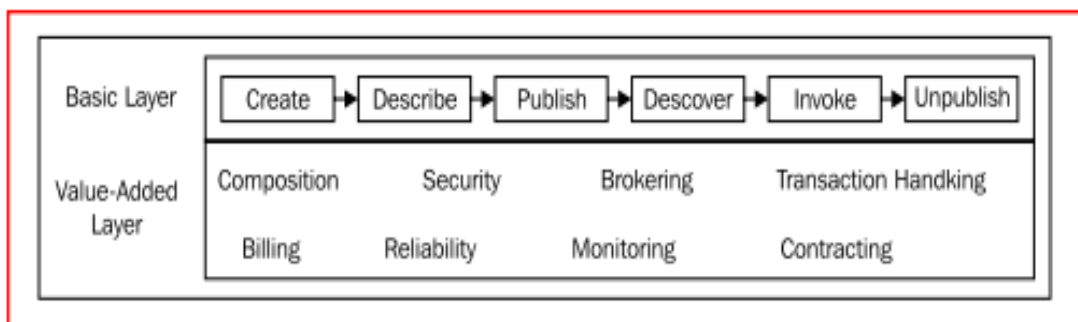 Basic Layer
Create Describe Publish Descover Invoke Unpublish
Value-Added
Layer
Composition Security Brokering Transaction Handking
Billing Reliability Monitoring Contracting